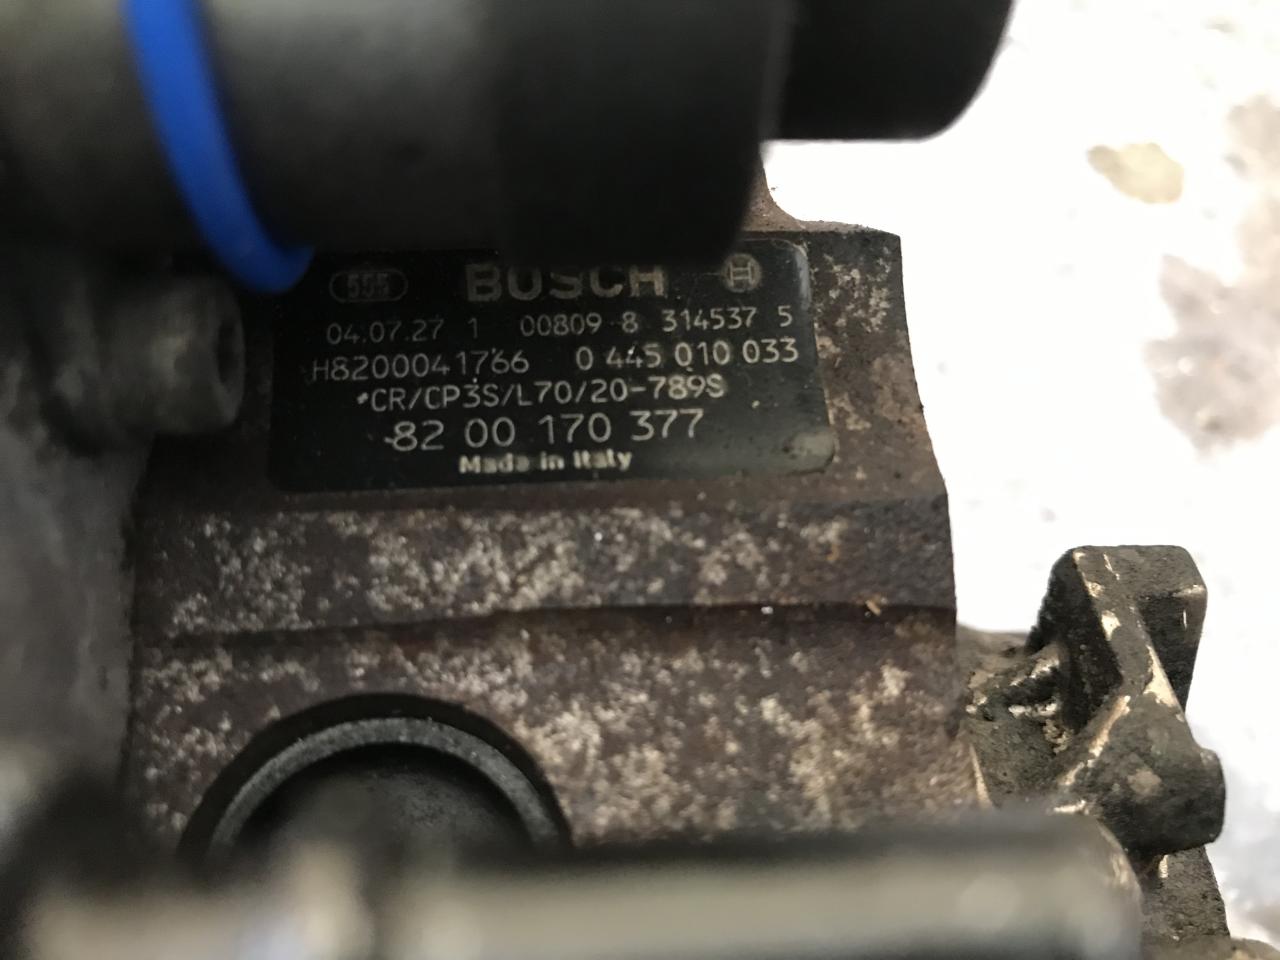 555 BOSCH
04.07.27 1 00809 8 314537 5
H8200041766 0 445 010 033
*CR/CP3S/L70/20-789S
82 00 170 377
Made in Italy